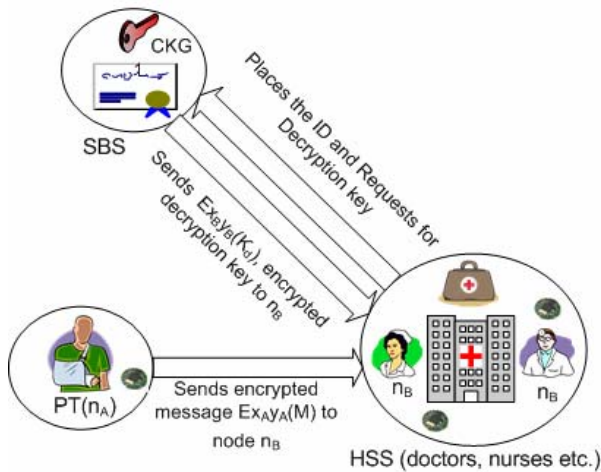 CKG
SBS
Places the ID and Requests for
Decryption key
Sends Ex_By_B(K_d), encrypted
decryption key to n_B
PT(n_A)
Sends encrypted
message Ex_Ay_A(M) to
node n_B
n_B
n_B
HSS (doctors, nurses etc.)